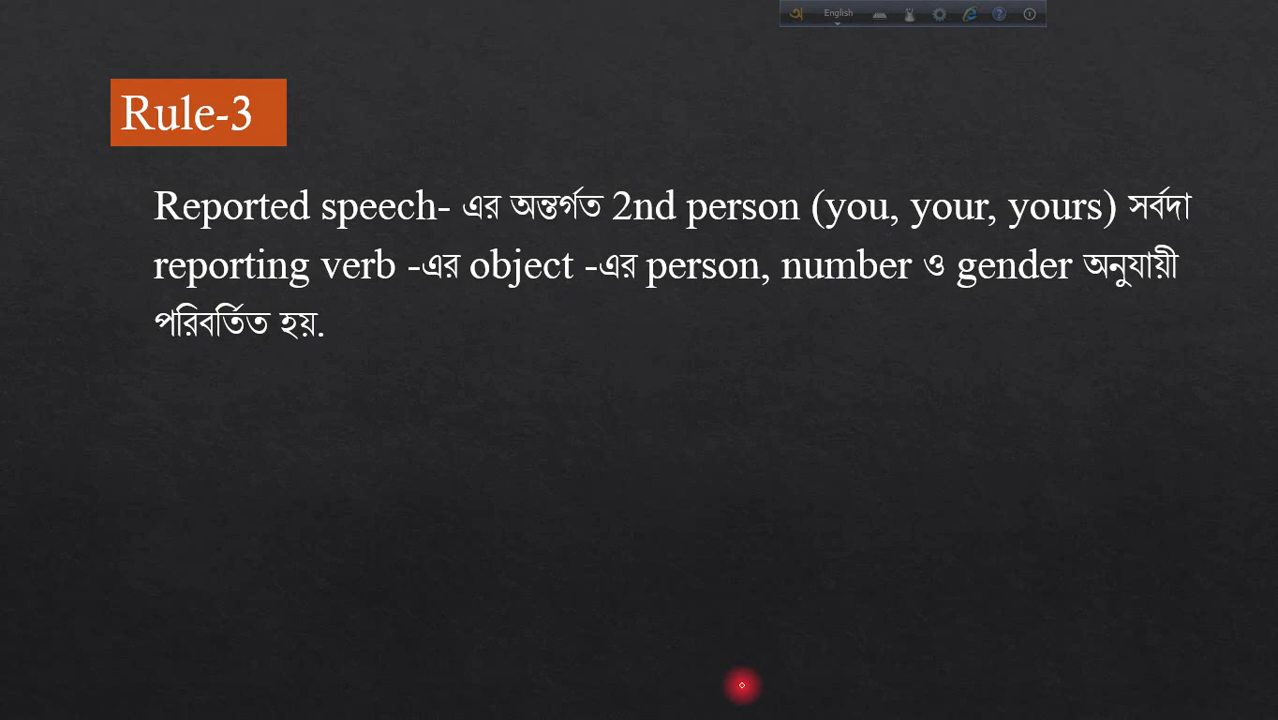 English
Rule-3
Reported speech- এর অন্তর্গত 2nd person (you, your, yours) সর্বদা
reporting verb -এর object -এর person, number ও gender অনুযায়ী
পরিবর্তিত হয়.